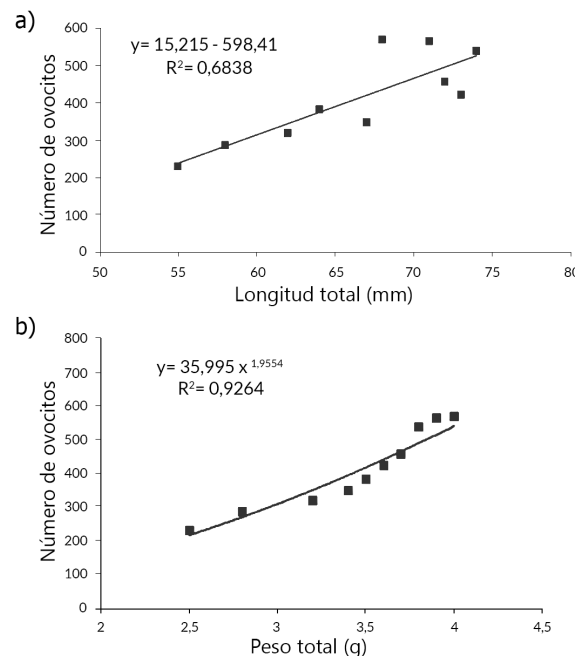 a)
y= 15,215 - 598,41
R²= 0,6838
Número de ovocitos
600
500
400
300
200
100
0
50 55 60 65 70 75 80
Longitud total (mm)
b)
y= 35,995 x ¹,⁹⁵⁵⁴
R²= 0,9264
Número de ovocitos
800
700
600
500
400
300
200
100
0
2 2,5 3 3,5 4 4,5
Peso total (g)